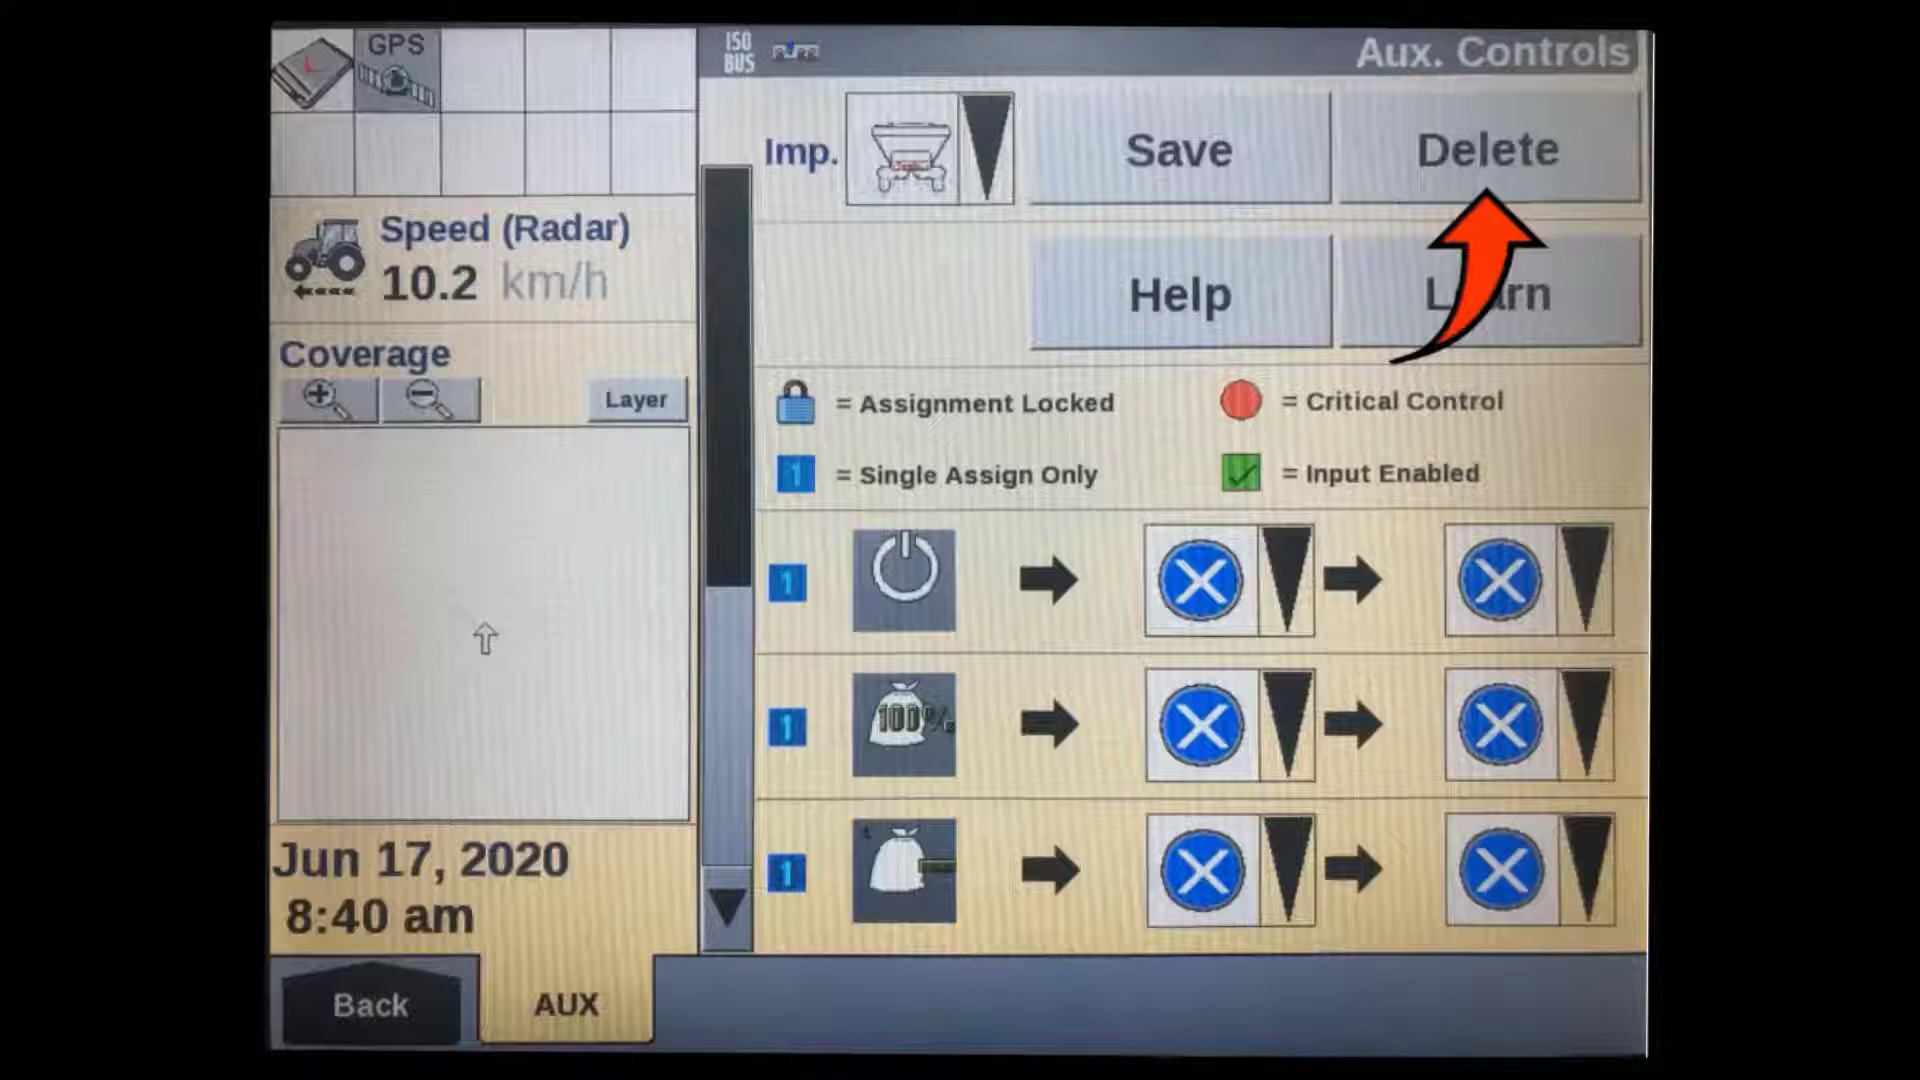 GPS
ISO
BUS
Aux. Controls
Imp.
Save
Delete
Speed (Radar)
10.2 km/h
Help
Coverage
Layer
= Assignment Locked
= Critical Control
1 = Single Assign Only
= Input Enabled
1
1
100%
1
Jun 17, 2020
8:40 am
Back
AUX